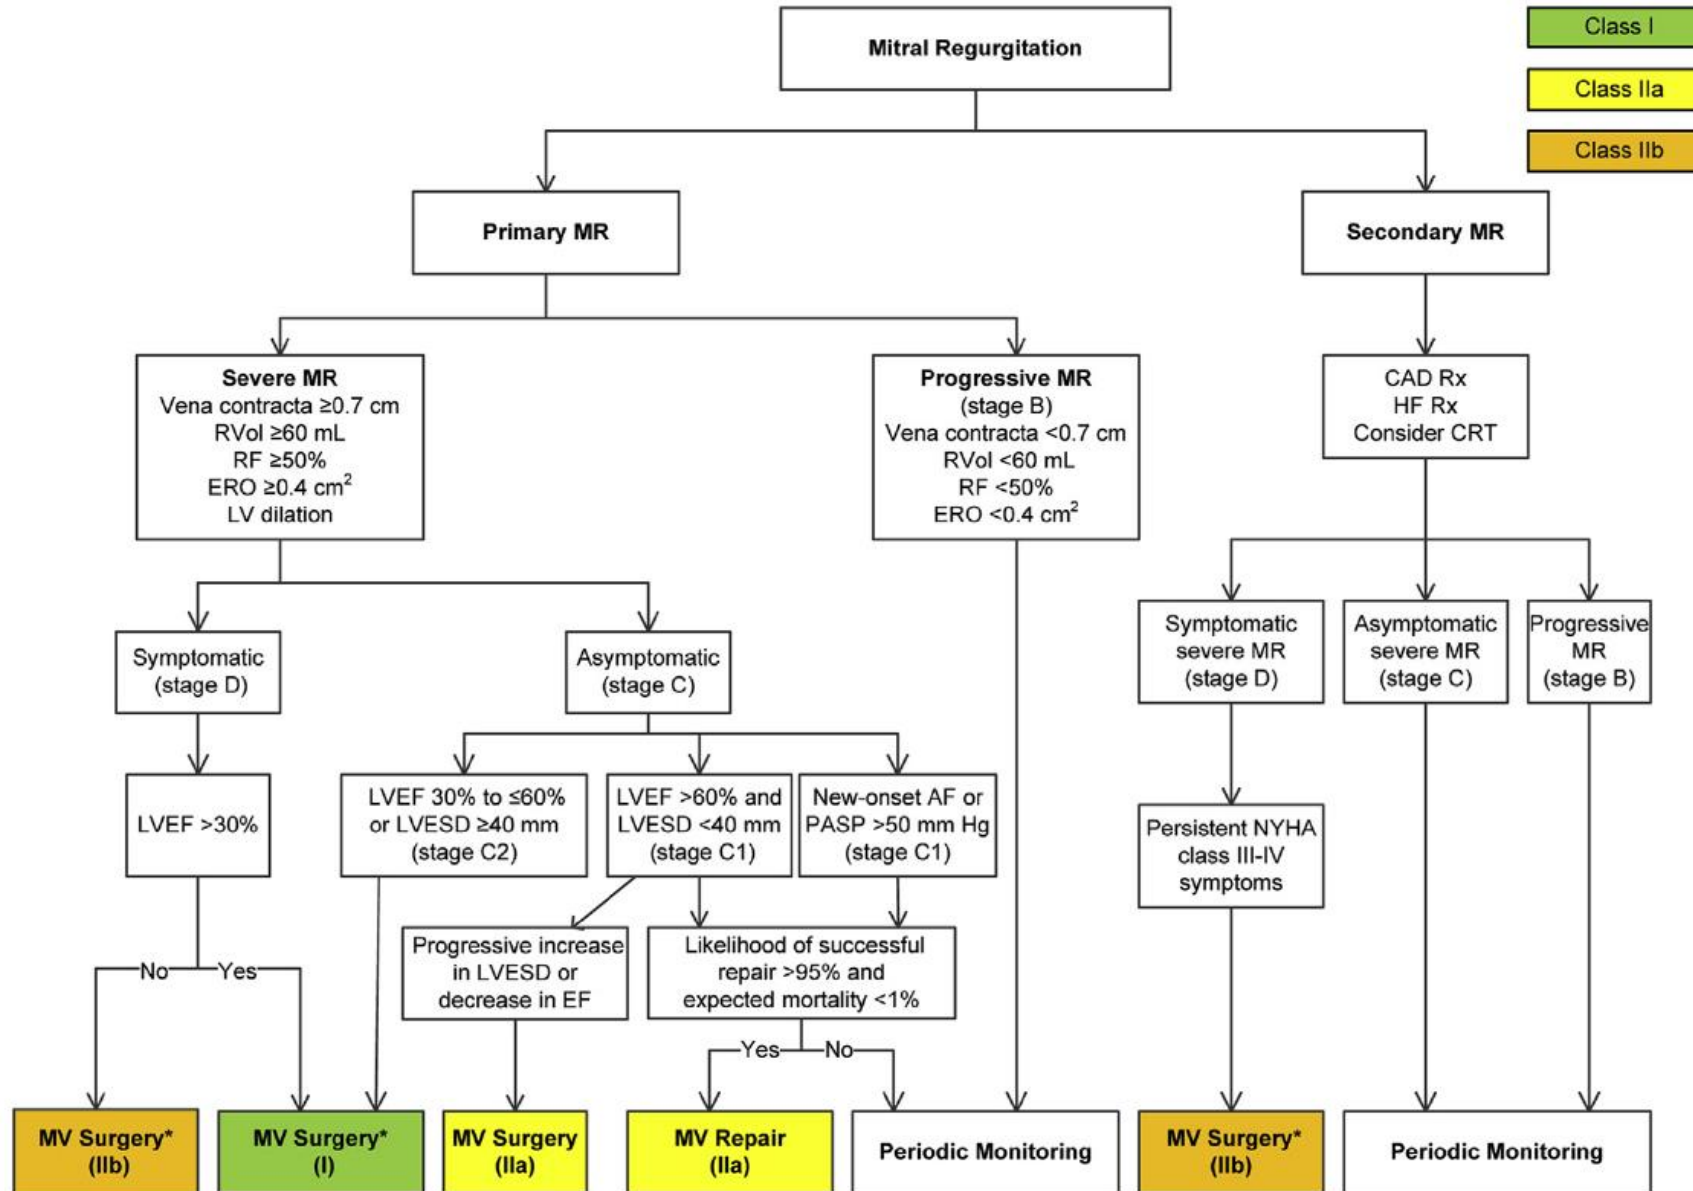 Mitral Regurgitation
Class I
Class IIa
Class IIb
Primary MR
Secondary MR
Severe MR
Vena contracta ≥0.7 cm
RVol ≥60 mL
RF ≥50%
ERO ≥0.4 cm²
LV dilation
Progressive MR
(stage B)
Vena contracta <0.7 cm
RVol <60 mL
RF <50%
ERO <0.4 cm²
CAD Rx
HF Rx
Consider CRT
Symptomatic
(stage D)
Asymptomatic
(stage C)
Symptomatic
severe MR
(stage D)
Asymptomatic
severe MR
(stage C)
Progressive
MR
(stage B)
LVEF >30%
LVEF 30% to ≤60%
or LVESD ≥40 mm
(stage C2)
LVEF >60% and
LVESD <40 mm
(stage C1)
New-onset AF or
PASP >50 mm Hg
(stage C1)
Persistent NYHA
class III-IV
symptoms
No
Yes
Progressive increase
in LVESD or
decrease in EF
Likelihood of successful
repair >95% and
expected mortality <1%
Yes
No
MV Surgery*
(IIb)
MV Surgery*
(I)
MV Surgery
(IIa)
MV Repair
(IIa)
Periodic Monitoring
MV Surgery*
(IIb)
Periodic Monitoring